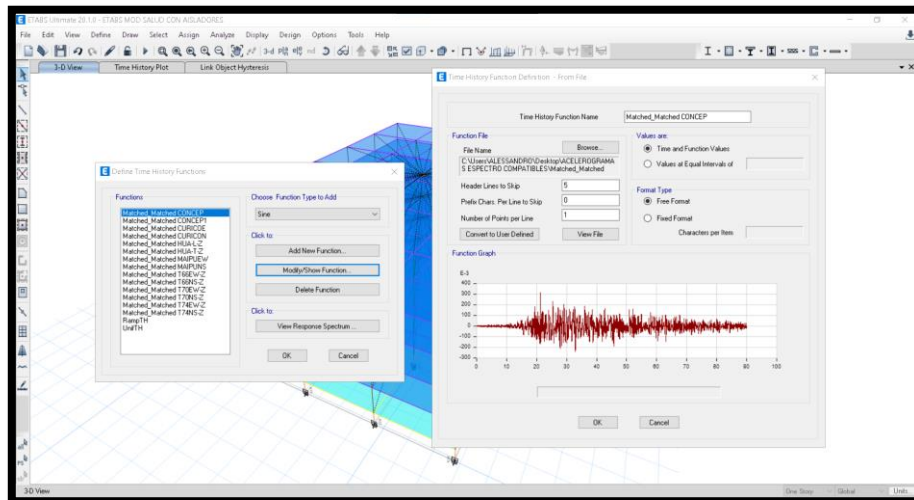 ETABS Ultimate 20.1.0 - ETABS MOD SALUD CON AISLADORES
File Edit View Define Draw Select Assign Analyze Display Design Options Tools Help
3-D View Time History Plot Link Object Hysteresis
Time History Function Definition - From File
Time History Function Name Matched_Matched CONCEP
Function File
File Name
Browse...
C:\Users\ALESSANDRO\Desktop\ACELEROGRAMA
S ESPECTRO COMPATIBLES\Matched_Matched
Header Lines to Skip 5
Prefix Chars. Per Line to Skip 0
Number of Points per Line 1
Convert to User Defined View File
Values are:
Time and Function Values
Values at Equal Intervals of
Format Type
Free Format
Fixed Format
Characters per Item
Function Graph
E-3
400
300
200
100
0
-100
-200
-300
0 10 20 30 40 50 60 70 80 90 100
OK Cancel
Define Time History Functions
Functions
Matched_Matched CONCEP
Matched_Matched CONCEP1
Matched_Matched CURICOE
Matched_Matched CURICON
Matched_Matched HUA-L-Z
Matched_Matched HUA-T-Z
Matched_Matched MAIPUEW
Matched_Matched MAIPUNS
Matched_Matched T66EW-Z
Matched_Matched T66NS-Z
Matched_Matched T70EW-Z
Matched_Matched T70NS-Z
Matched_Matched T74EW-Z
Matched_Matched T74NS-Z
RampTH
UnifTH
Choose Function Type to Add
Sine
Click to:
Add New Function...
Modify/Show Function...
Delete Function
Click to:
View Response Spectrum...
OK Cancel
3-D View
One Story Global Units